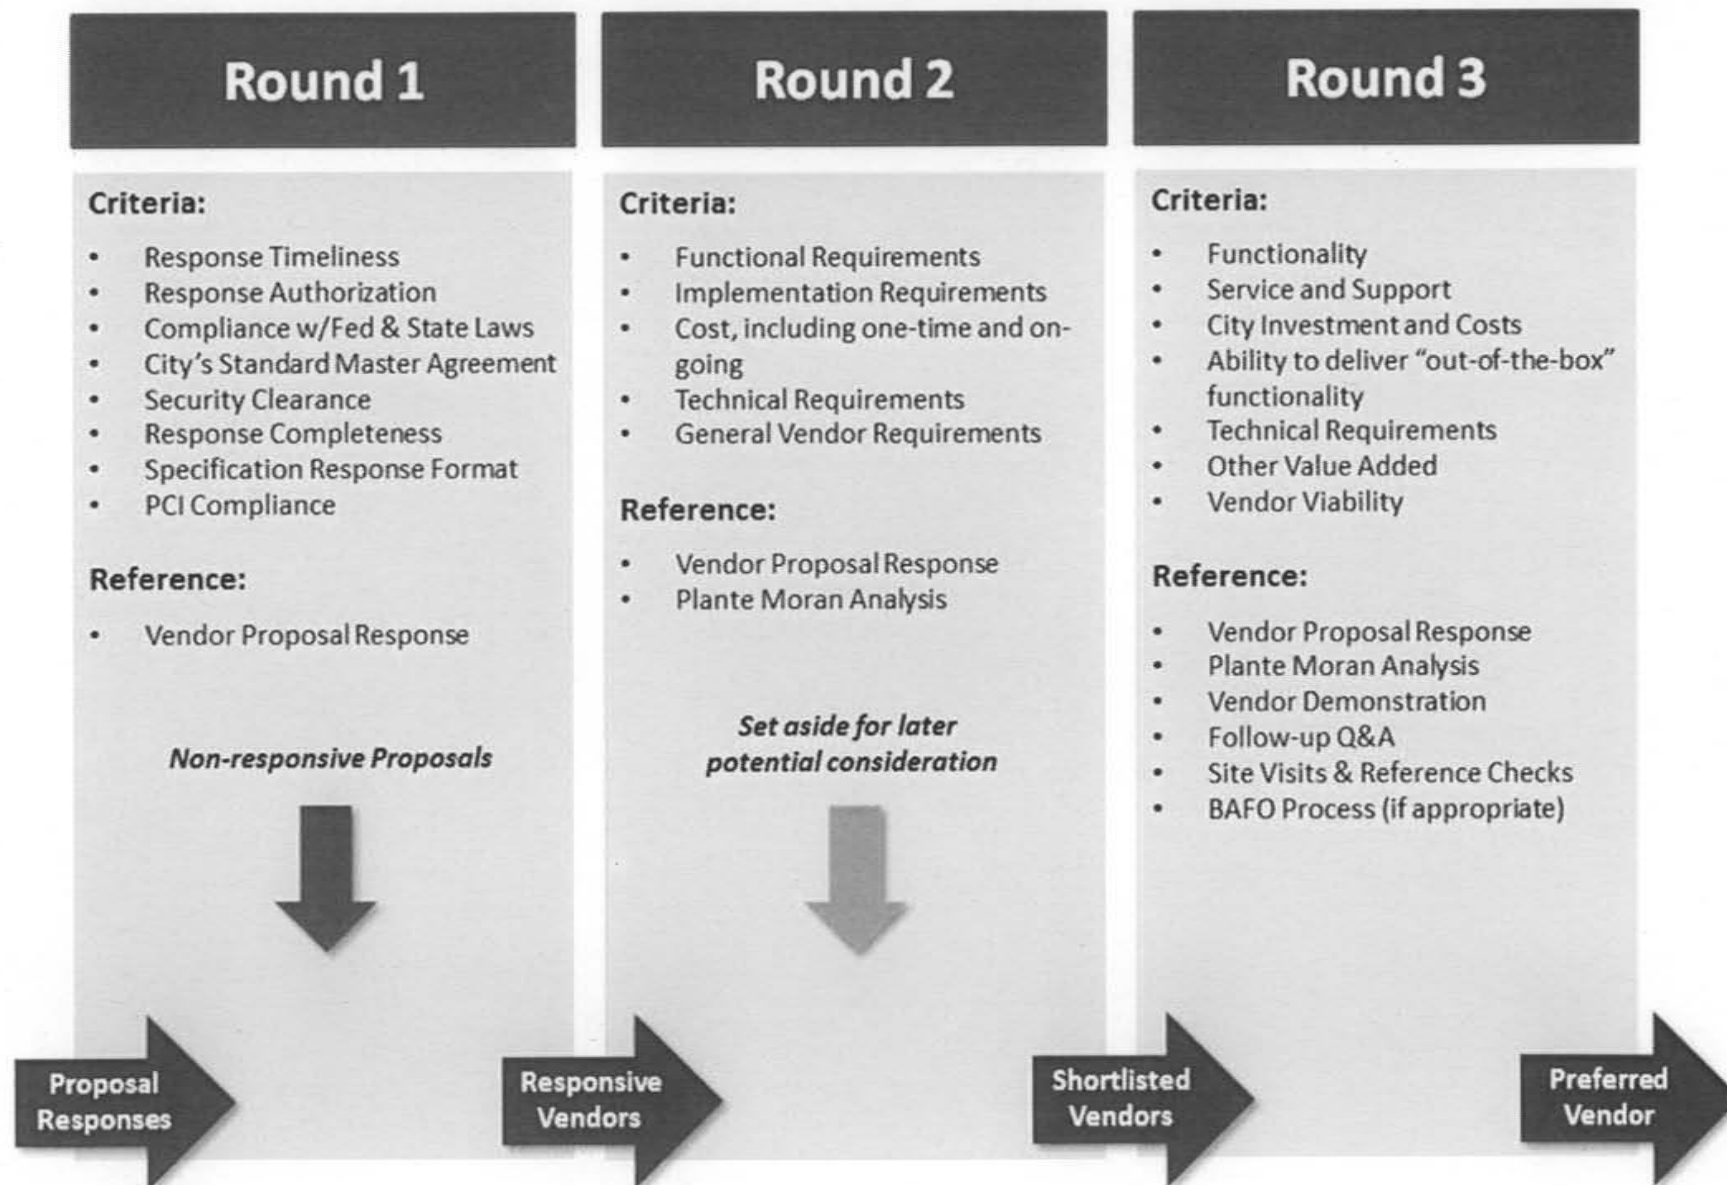 Round 1
Criteria:
• Response Timeliness
• Response Authorization
• Compliance w/Fed & State Laws
• City's Standard Master Agreement
• Security Clearance
• Response Completeness
• Specification Response Format
• PCI Compliance
Reference:
• Vendor Proposal Response
Non-responsive Proposals
Round 2
Criteria:
• Functional Requirements
• Implementation Requirements
• Cost, including one-time and on-
going
• Technical Requirements
• General Vendor Requirements
Reference:
• Vendor Proposal Response
• Plante Moran Analysis
Set aside for later
potential consideration
Round 3
Criteria:
• Functionality
• Service and Support
• City Investment and Costs
• Ability to deliver “out-of-the-box”
functionality
• Technical Requirements
• Other Value Added
• Vendor Viability
Reference:
• Vendor Proposal Response
• Plante Moran Analysis
• Vendor Demonstration
• Follow-up Q&A
• Site Visits & Reference Checks
• BAFO Process (if appropriate)
Proposal
Responses
Responsive
Vendors
Shortlisted
Vendors
Preferred
Vendor